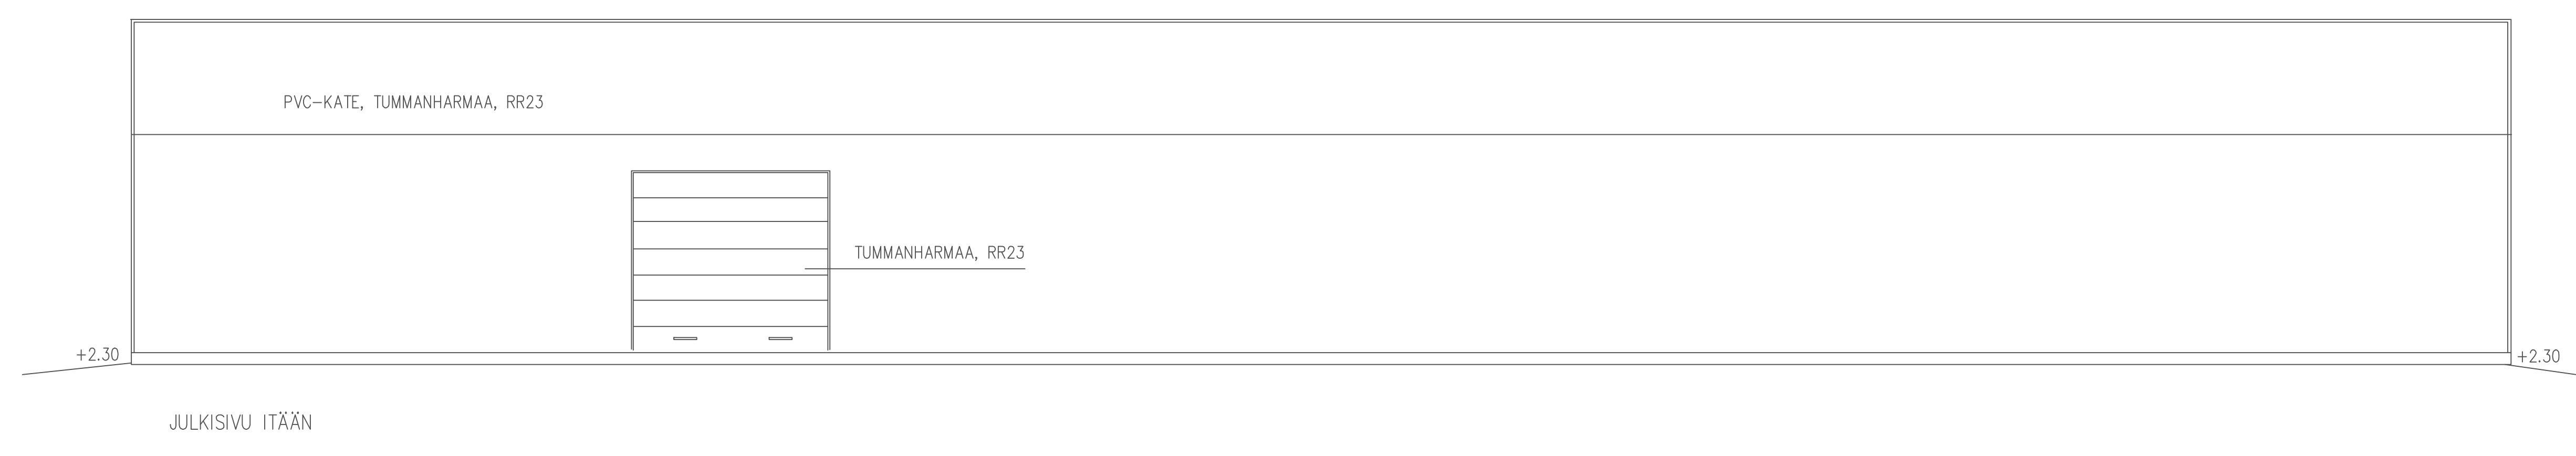 PVC-KATE, TUMMANHARMAA, RR23
TUMMANHARMAA, RR23
+2.30
+2.30
JULKISIVU ITÄÄN